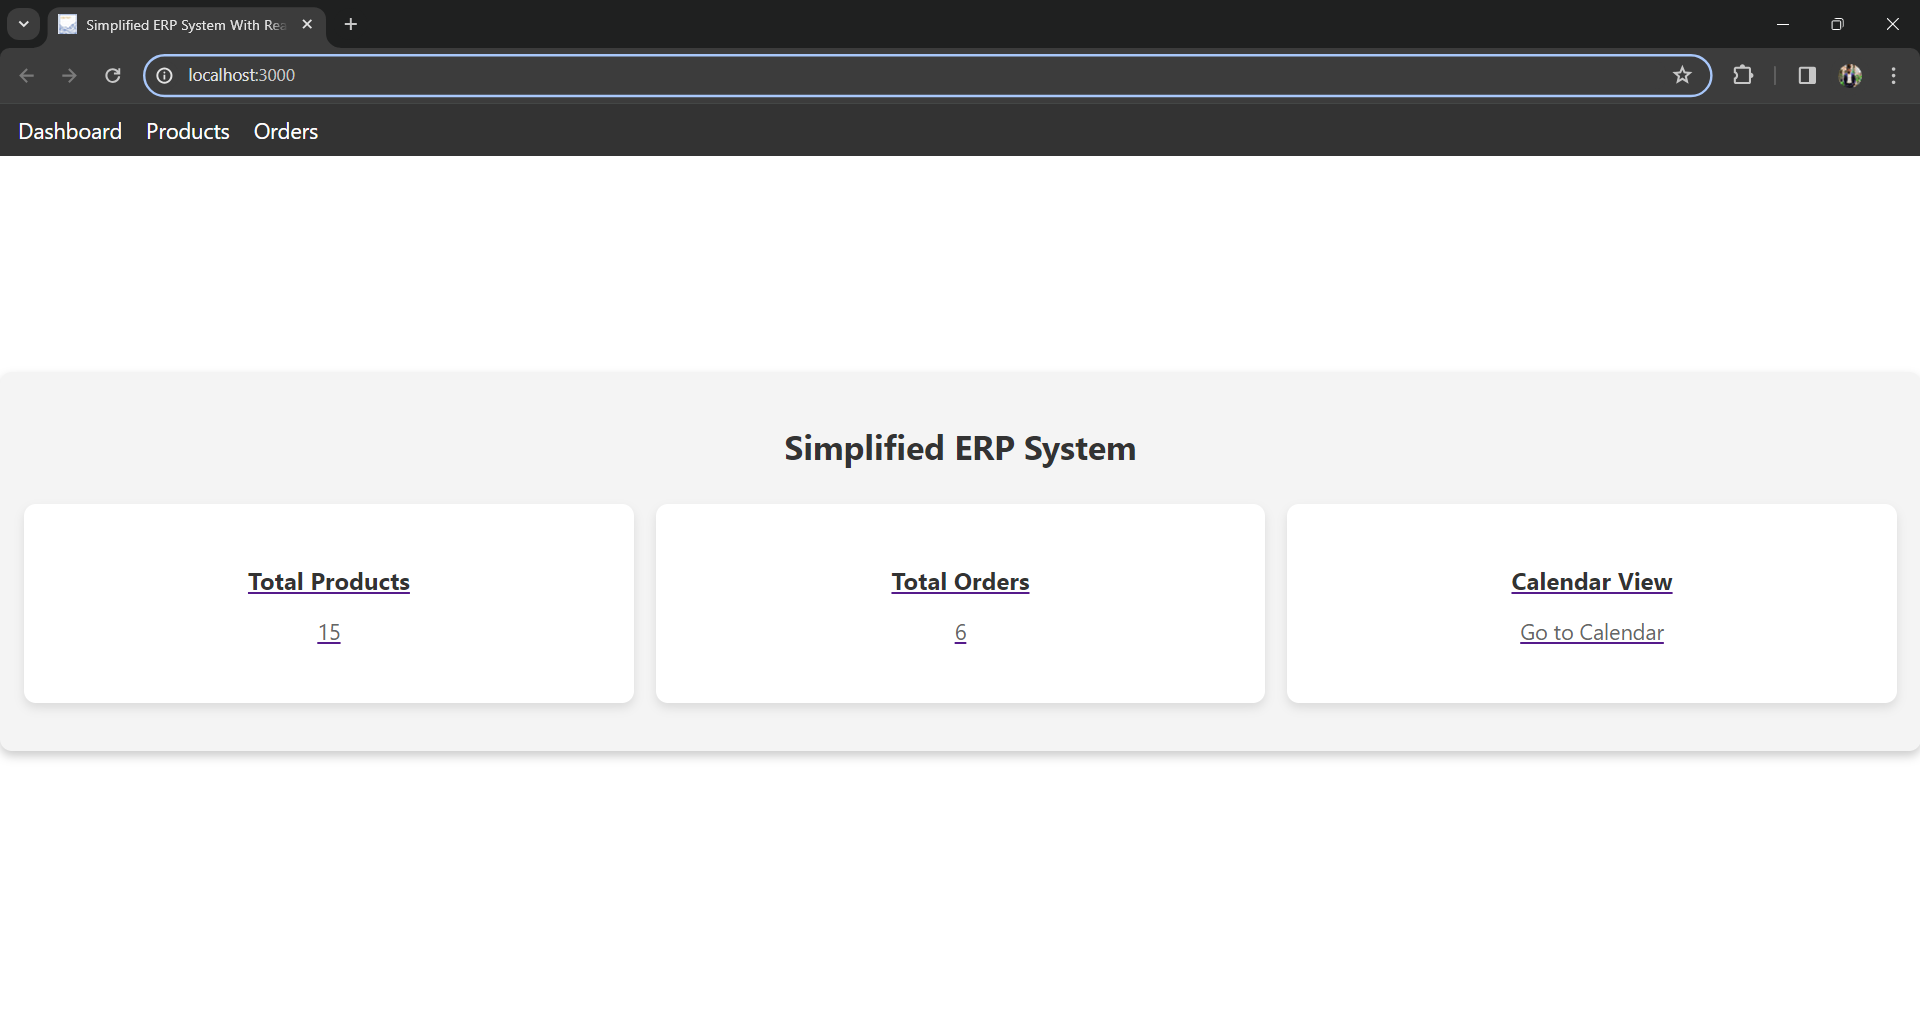 Simplified ERP System With Rea
localhost:3000
Dashboard Products Orders
Simplified ERP System
Total Products
15
Total Orders
6
Calendar View
Go to Calendar